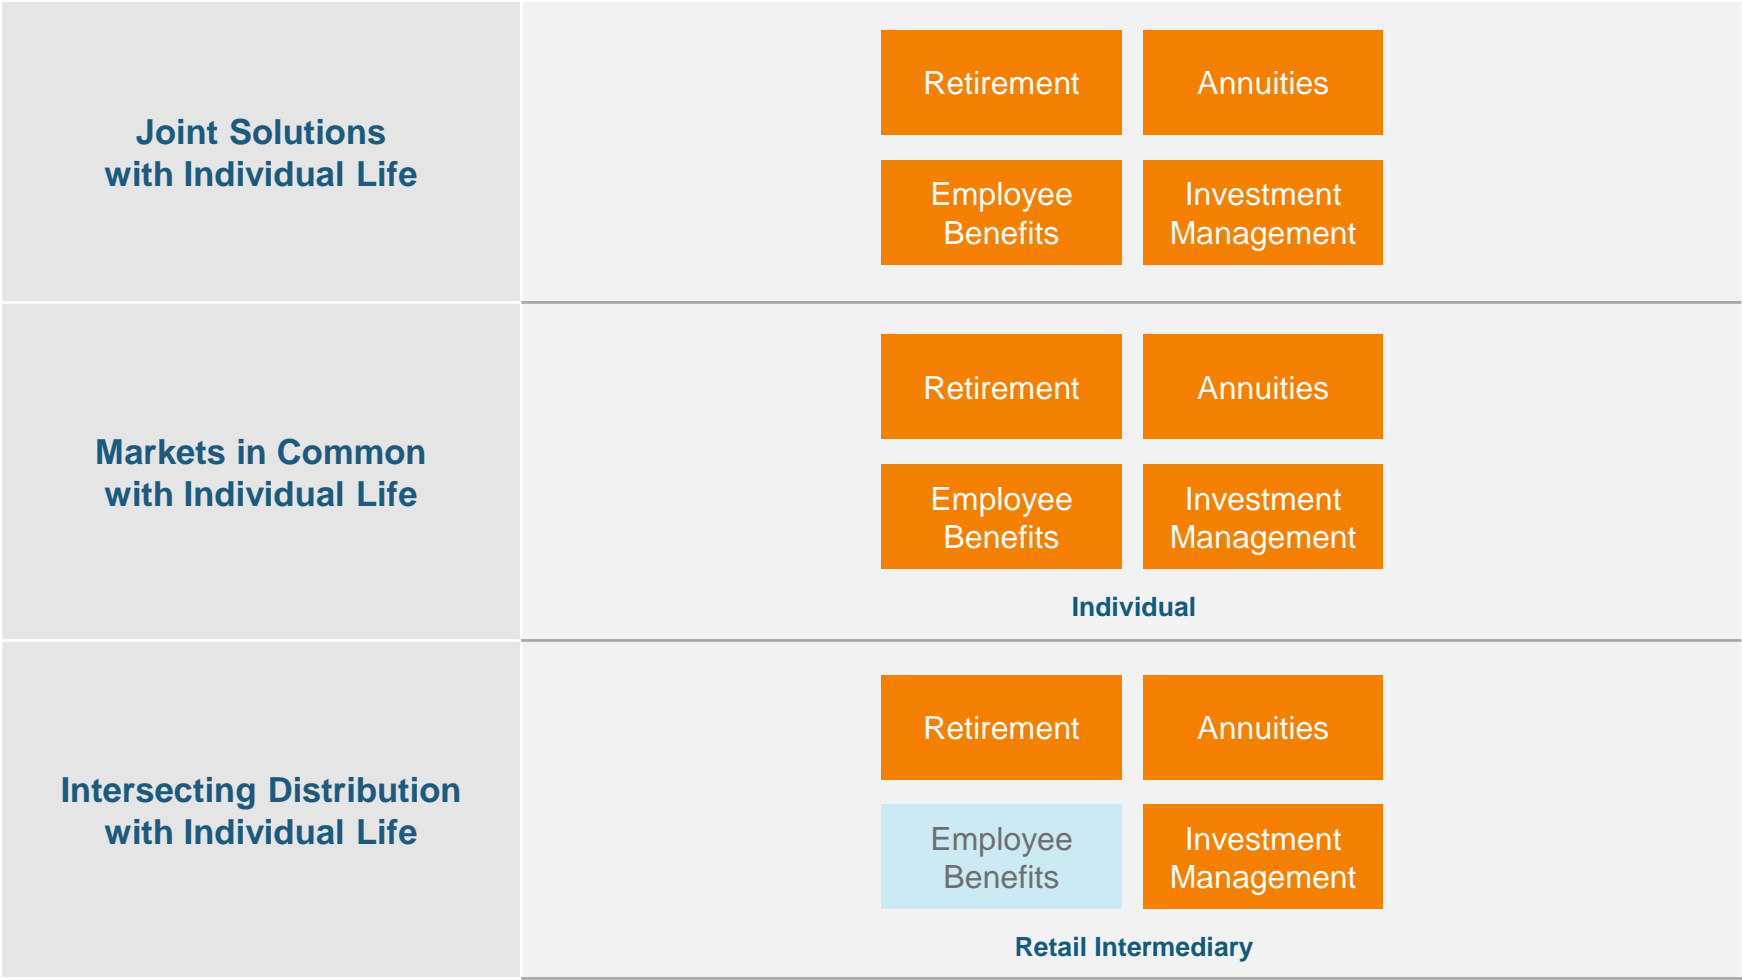 Joint Solutions
with Individual Life
Retirement
Annuities
Employee
Benefits
Investment
Management
Markets in Common
with Individual Life
Retirement
Annuities
Employee
Benefits
Investment
Management
Individual
Intersecting Distribution
with Individual Life
Retirement
Annuities
Employee
Benefits
Investment
Management
Retail Intermediary